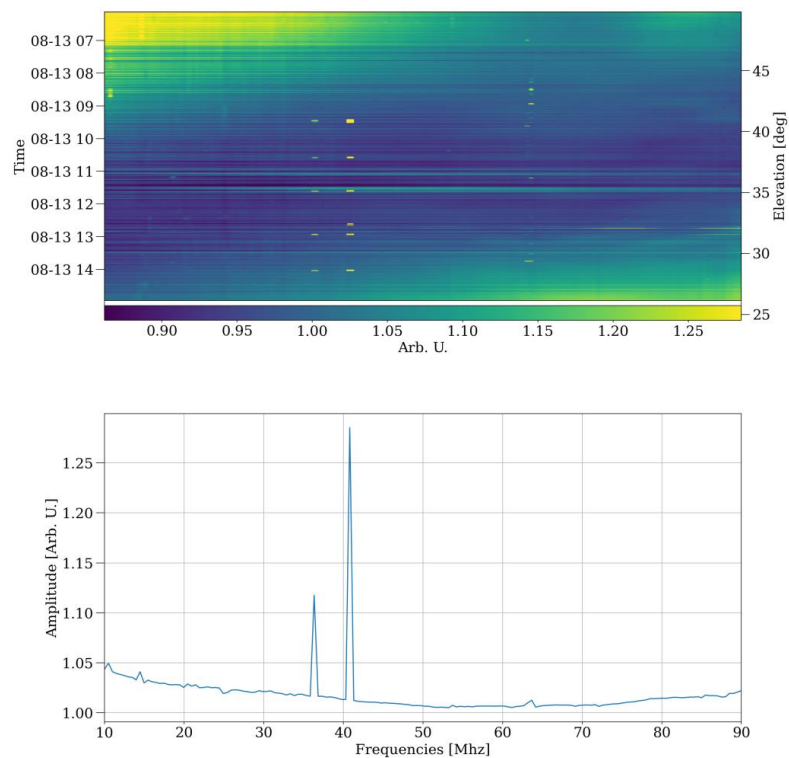 08-13 07
08-13 08
08-13 09
08-13 10
08-13 11
08-13 12
08-13 13
08-13 14
Time
45
40
35
30
25
Elevation [deg]
0.90 0.95 1.00 1.05 1.10 1.15 1.20 1.25
Arb. U.
1.25
1.20
1.15
1.10
1.05
1.00
Amplitude [Arb. U.]
10 20 30 40 50 60 70 80 90
Frequencies [Mhz]